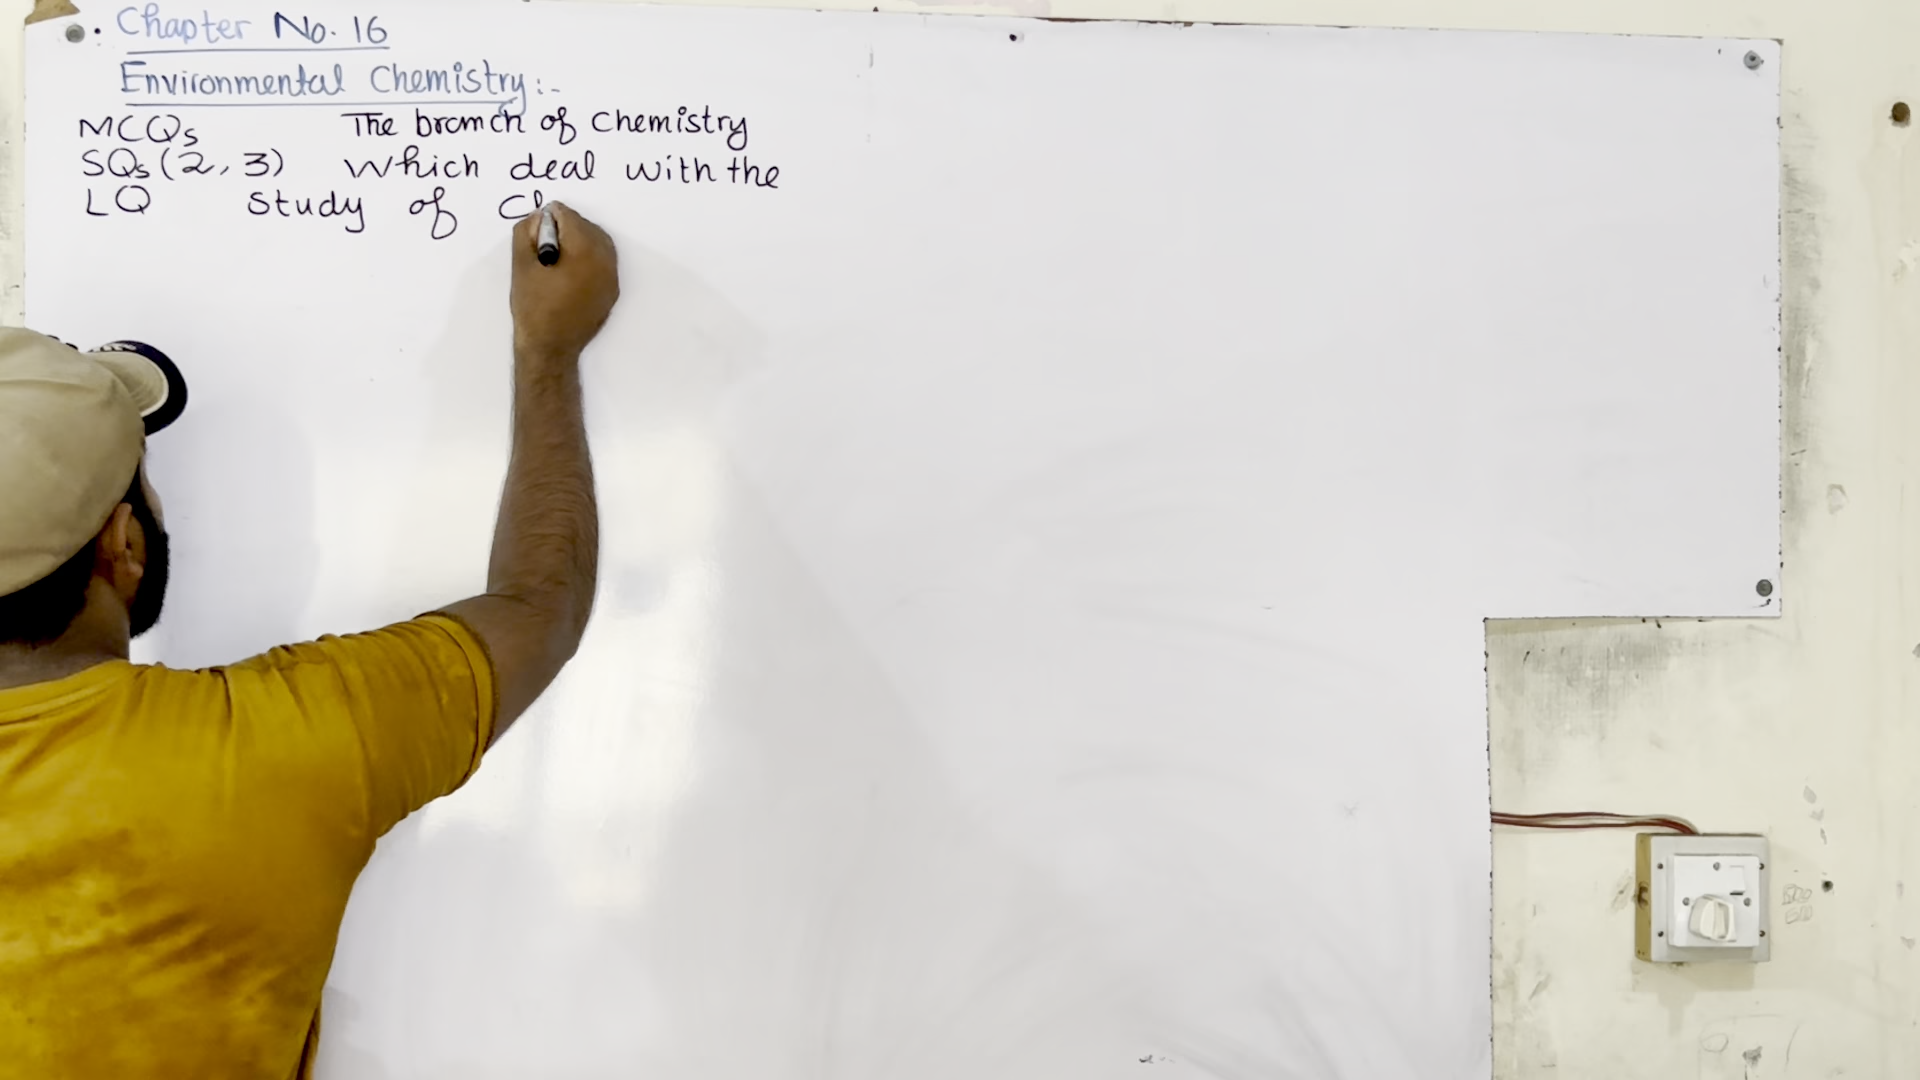 Chapter No. 16
Environmental Chemistry:-
MCQs
SQs (2, 3)
LQ
The branch of Chemistry
Which deal with the
Study of